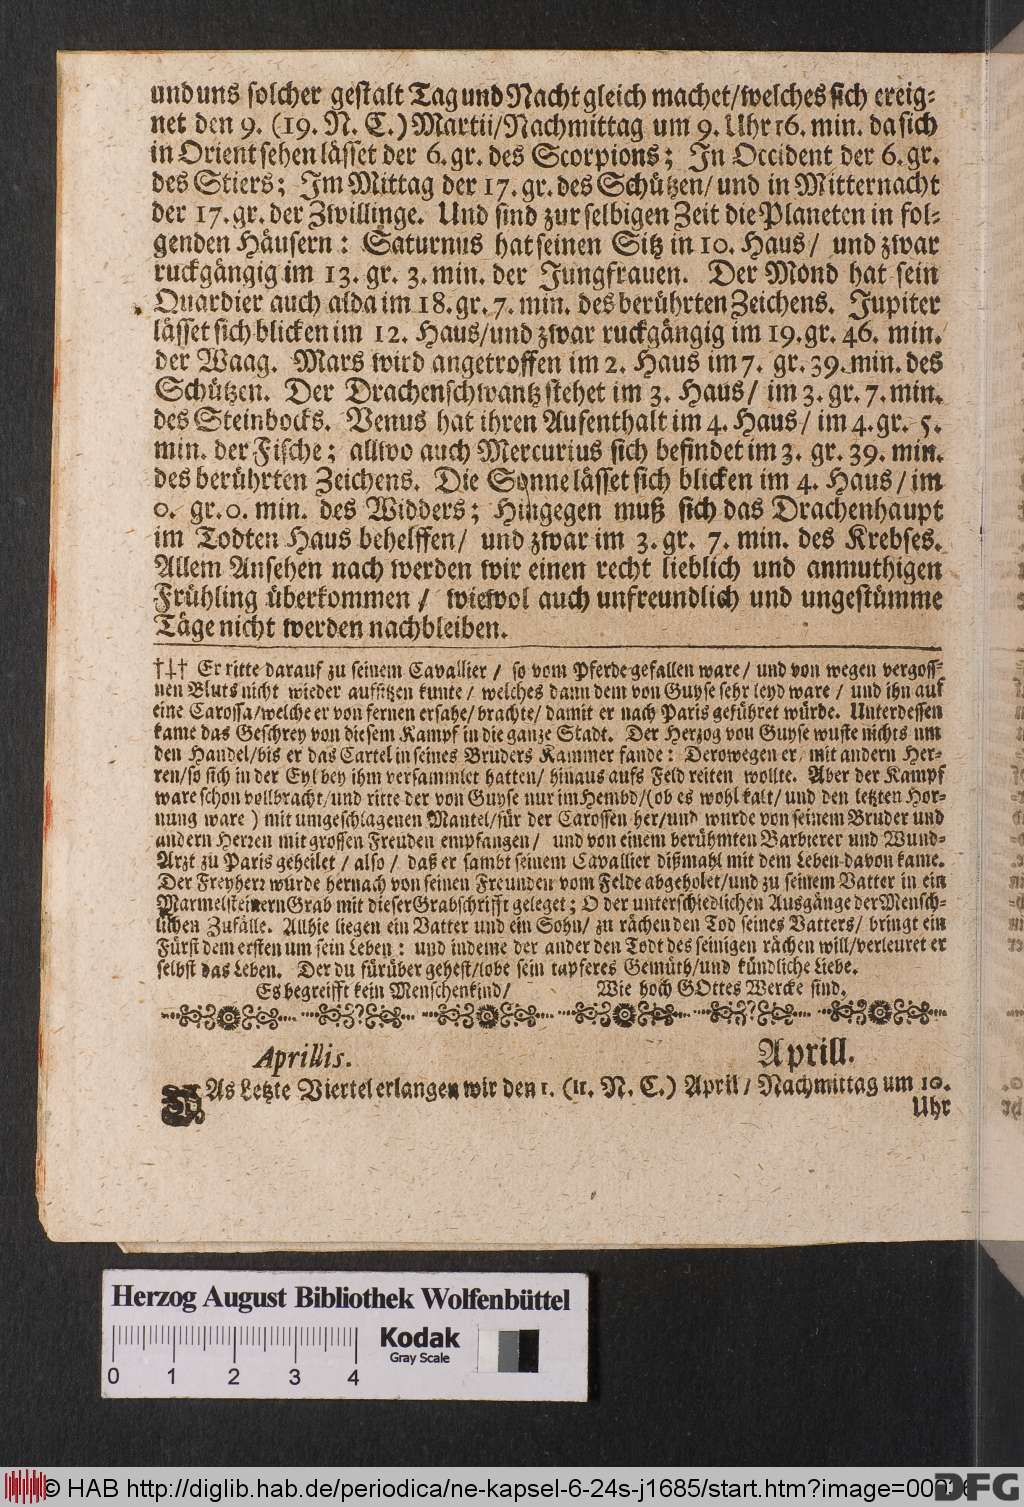 und uns solcher gestalt Tag und Nacht gleich machet/welches sich ereig-
net den 9. (19. N. C.) Martii/Nachmittag um 9. Uhr 16. min. da sich
in Orient sehen lässet der 6. gr. des Scorpions; In Occident der 6. gr.
des Stiers; Im Mittag der 17. gr. des Schützen/ und in Mitternacht
der 17. gr. der Zwillinge. Und sind zur selbigen Zeit die Planeten in fol-
genden Häusern: Saturnus hat seinen Sitz in 10. Haus/ und zwar
ruckgängig im 13. gr. 3. min. der Jungfrauen. Der Mond hat sein
Quardier auch alda im 18. gr. 7. min. des berührten Zeichens. Jupiter
lässet sich blicken im 12. Haus/und zwar ruckgängig im 19. gr. 46. min.
der Waag. Mars wird angetroffen im 2. Haus im 7. gr. 39. min. des
Schützen. Der Drachenschwantz stehet im 3. Haus/ im 3. gr. 7. min.
des Steinbocks. Venus hat ihren Aufenthalt im 4. Haus/ im 4. gr. 5.
min. der Fische; allwo auch Mercurius sich befindet im 3. gr. 39. min.
des berührten Zeichens. Die Sonne lässet sich blicken im 4. Haus/ im
0. gr. 0. min. des Widders; Hingegen muß sich das Drachenhaupt
im Todten Haus behelffen/ und zwar im 3. gr. 7. min. des Krebses.
Allem Ansehen nach werden wir einen recht lieblich und anmuthigen
Frühling überkommen/ wiewol auch unfreundlich und ungestümme
Täge nicht werden nachbleiben.
†‡† Er ritte darauf zu seinem Cavallier/ so vom Pferde gefallen ware/ und von wegen vergoss-
nen Bluts nicht wieder aufsitzen kunte/ welches dann dem von Guyse sehr leyd ware/ und ihn auf
eine Carossa/welche er von fernen ersahe/ brachte/ damit er nach Paris geführet würde. Unterdessen
kame das Geschrey von diesem Kampf in die gantze Stadt. Der Herzog von Guyse wuste nichts um
den Handel/bis er das Cartel in seines Bruders Kammer fande: Derowegen er mit andern Her-
ren/so sich in der Eyl bey ihm versammlet hatten/ hinaus aufs Feld reiten wollte. Aber der Kampf
ware schon vollbracht/und ritte der von Guyse nur im Hembd/(ob es wohl kalt/ und den letzten Hor-
nung ware) mit umgeschlagenen Mantel/für der Carossen her/und wurde von seinem Bruder und
andern Herren mit grossen Freuden empfangen/ und von einem berühmten Barbierer und Wund-
Artzt zu Paris geheilet/ also/ daß er sambt seinem Cavallier dißmahl mit dem Leben davon kame.
Der Freyherr wurde hernach von seinen Freunden vom Felde abgeholet/und zu seinem Vatter in ein
Marmelsteinern Grab mit dieser Grabschrifft geleget; O der unterschiedlichen Ausgänge der Mensch-
lichen Zufälle. Allhie liegen ein Vatter und ein Sohn/ zu rächen den Tod seines Vatters/ bringt ein
Fürst dem ersten um sein Leben: und indeme der ander den Todt des seinigen rächen will/verleuret er
selbst das Leben. Der du fürüber gehest/lobe sein tapferes Gemüth/und kündliche Liebe.
Es begreifft kein Menschenkind/ Wie hoch GOttes Wercke sind.
Aprillis. Aprill.
DAs Letzte Viertel erlangen wir den 1. (11. N. C.) April/ Nachmittag um 10.
Uhr
Herzog August Bibliothek Wolfenbüttel
Kodak
Gray Scale
0 1 2 3 4
© HAB http://diglib.hab.de/periodica/ne-kapsel-6-24s-j1685/start.htm?image=00016
DFG